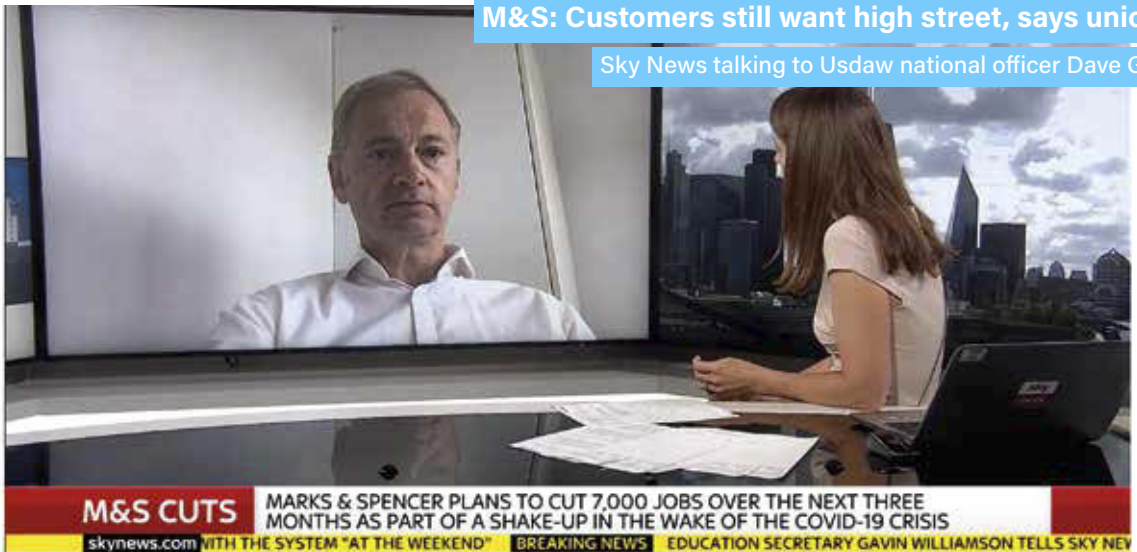 M&S: Customers still want high street, says unio
Sky News talking to Usdaw national officer Dave G
sky
M&S CUTS
MARKS & SPENCER PLANS TO CUT 7,000 JOBS OVER THE NEXT THREE
MONTHS AS PART OF A SHAKE-UP IN THE WAKE OF THE COVID-19 CRISIS
skynews.com WITH THE SYSTEM "AT THE WEEKEND" BREAKING NEWS EDUCATION SECRETARY GAVIN WILLIAMSON TELLS SKY NEW